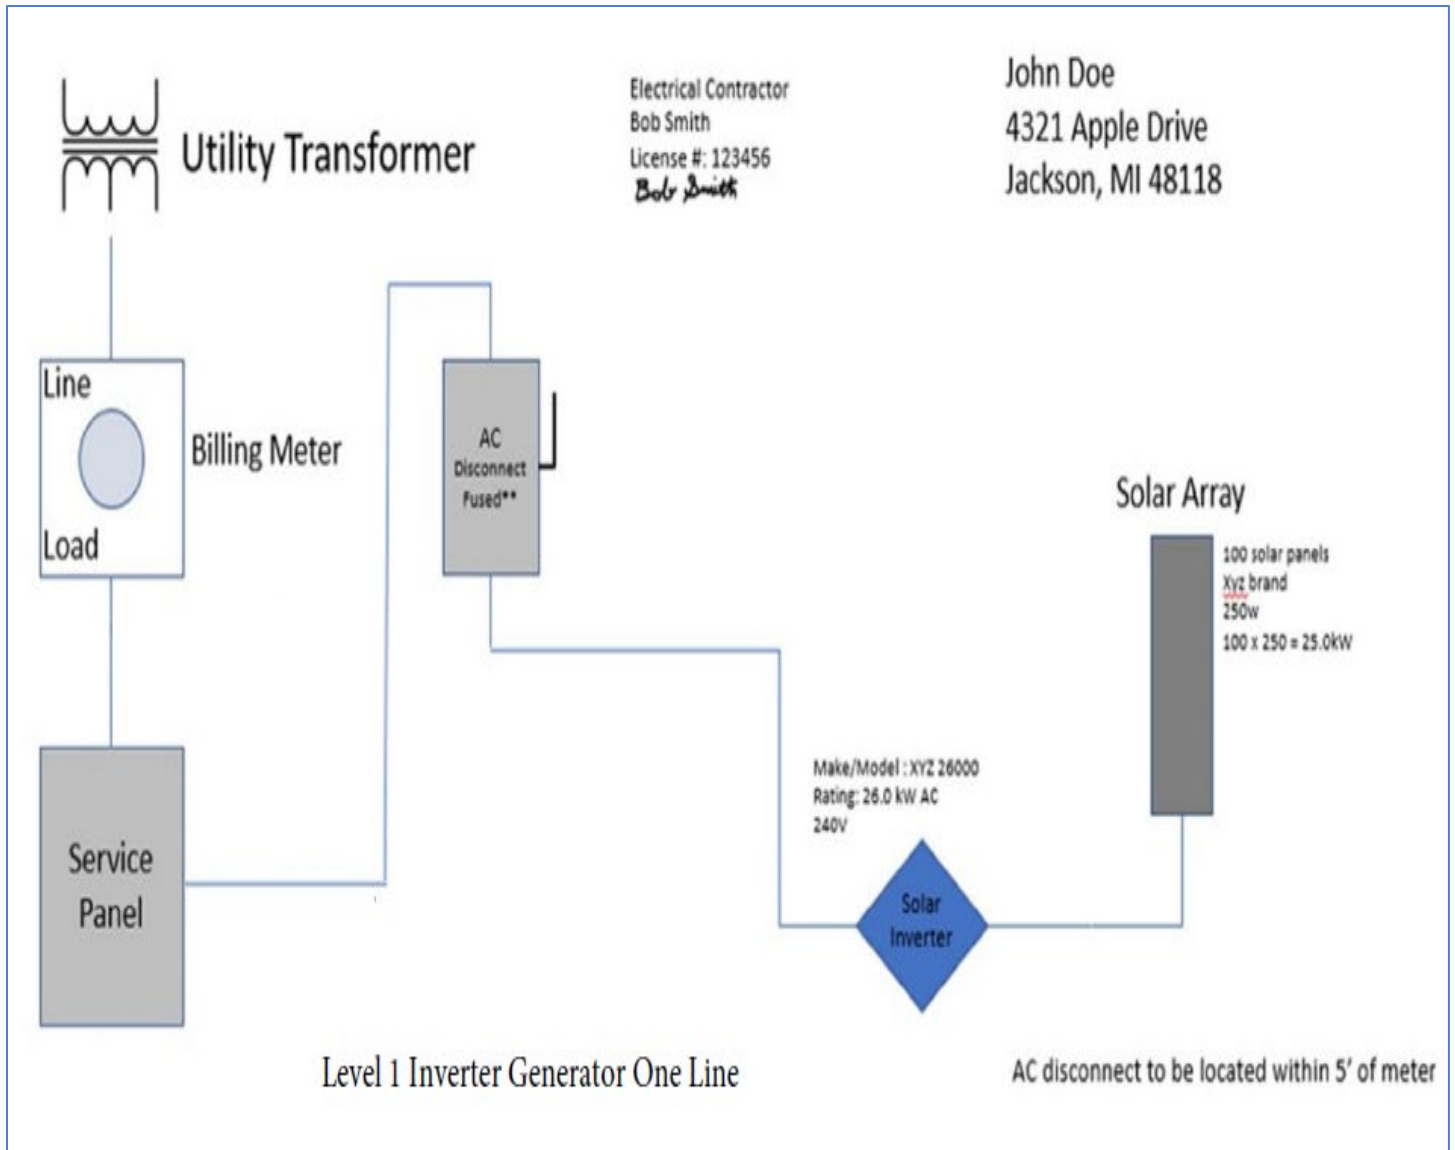 Utility Transformer
Electrical Contractor
Bob Smith
License #: 123456
Bob Smith
John Doe
4321 Apple Drive
Jackson, MI 48118
Line
Load
Billing Meter
AC
Disconnect
Fused**
Solar Array
100 solar panels
Xyz brand
250w
100 x 250 = 25.0kW
Make/Model : XYZ 26000
Rating: 26.0 kW AC
240V
Service
Panel
Solar
Inverter
Level 1 Inverter Generator One Line
AC disconnect to be located within 5' of meter